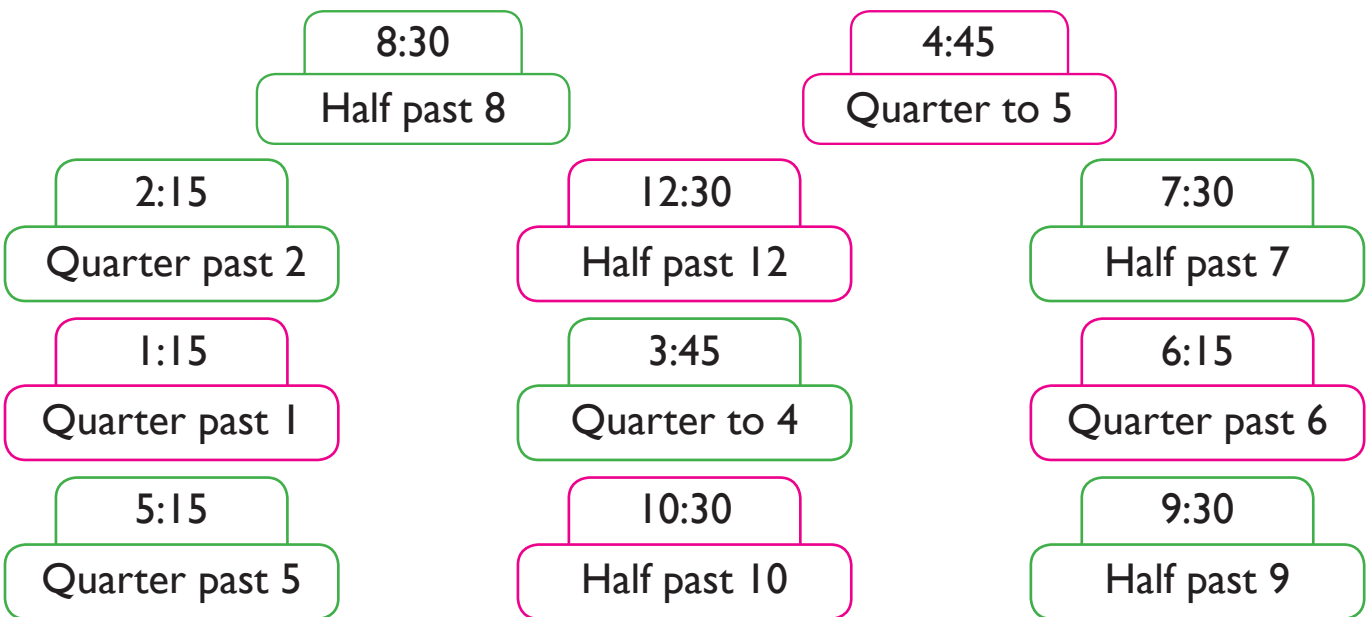 8:30
Half past 8
4:45
Quarter to 5
2:15
Quarter past 2
12:30
Half past 12
7:30
Half past 7
1:15
Quarter past 1
3:45
Quarter to 4
6:15
Quarter past 6
5:15
Quarter past 5
10:30
Half past 10
9:30
Half past 9